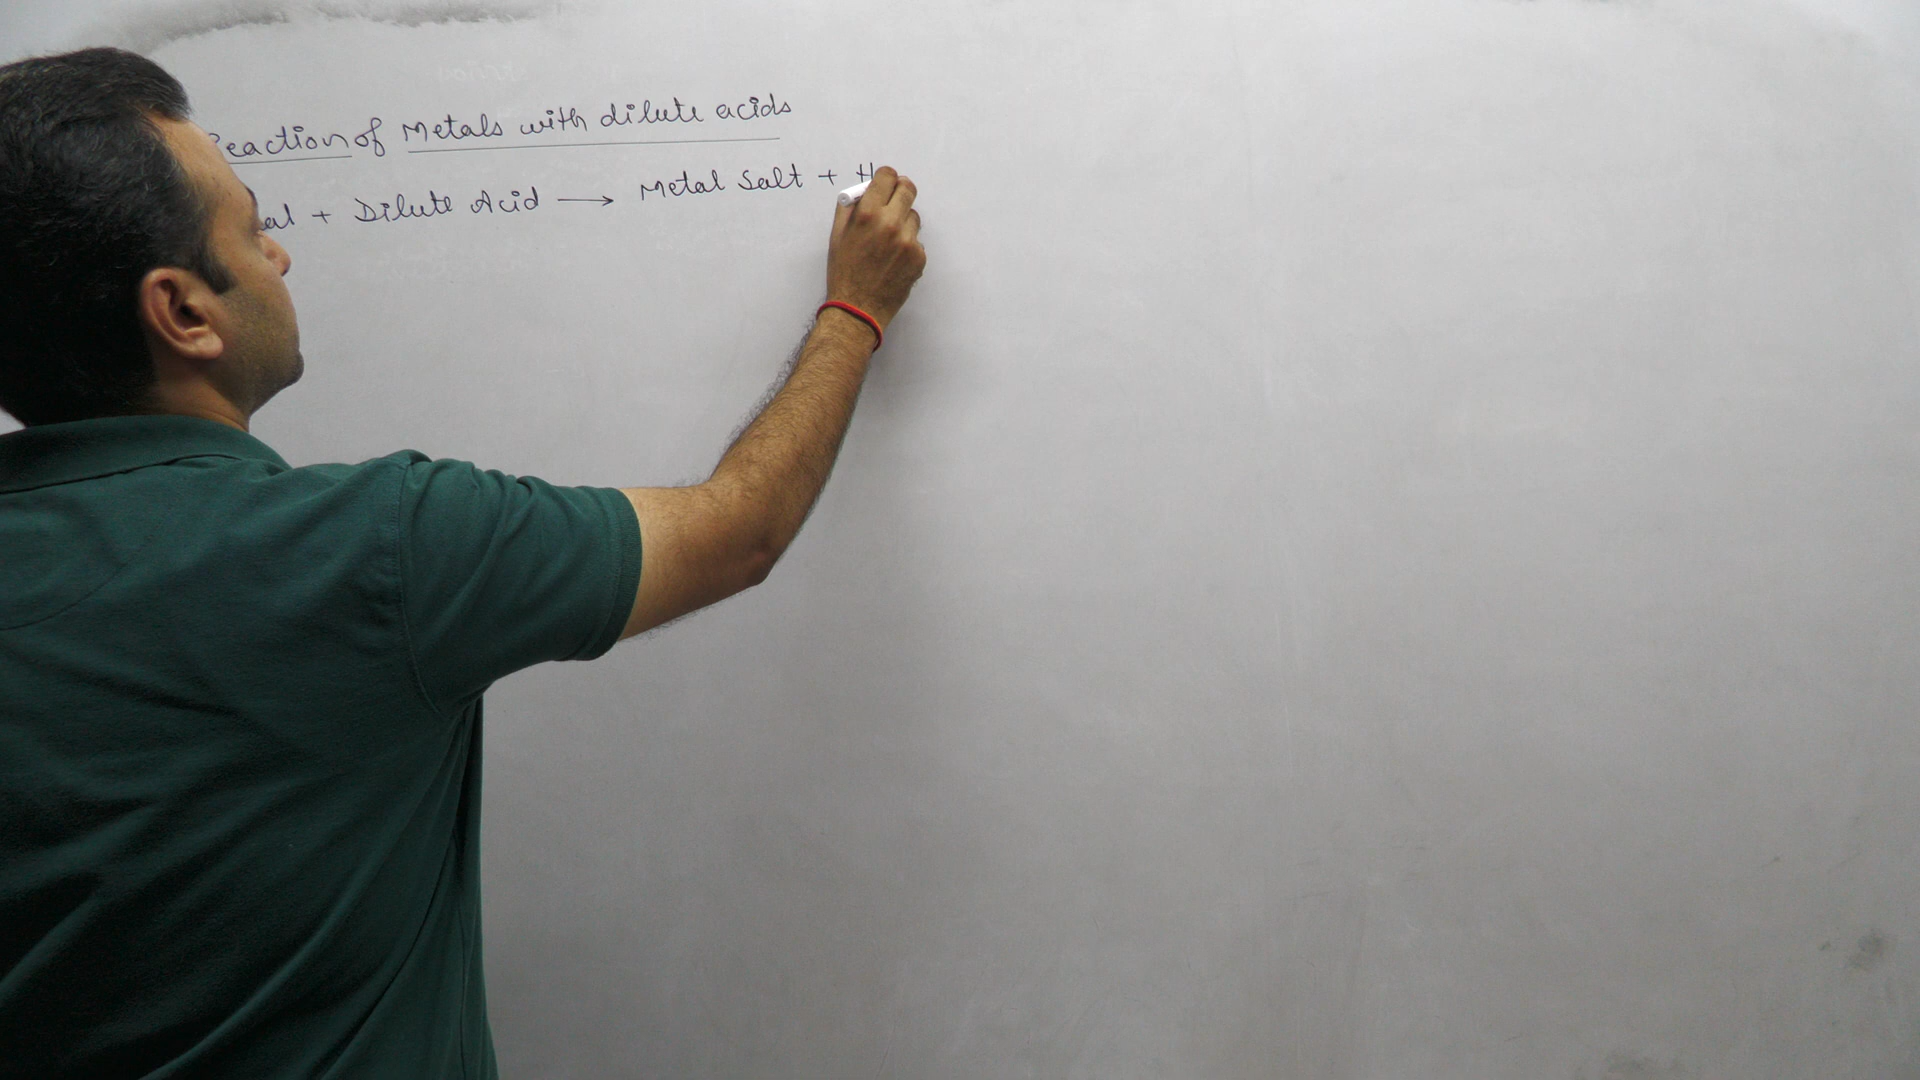 Reaction of Metals with dilute acids
al + Dilute Acid → Metal Salt + H